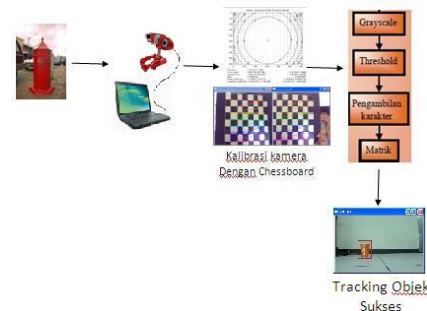 Grayscale
Threshold
Pengambilan
karakter
Matrik
Kalibrasi kamera
Dengan Chessboard
Tracking Objek
Sukses